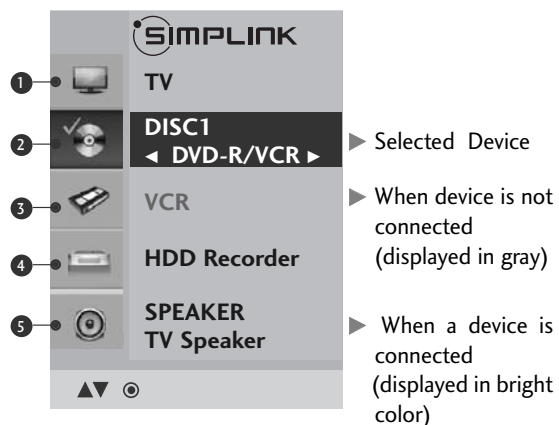 SIMPLINK
1
TV
2
DISC1
◄ DVD-R/VCR ►
▶ Selected Device
3
VCR
▶ When device is not
connected
(displayed in gray)
4
HDD Recorder
5
SPEAKER
TV Speaker
▶ When a device is
connected
(displayed in bright
color)
▲▼ ◉